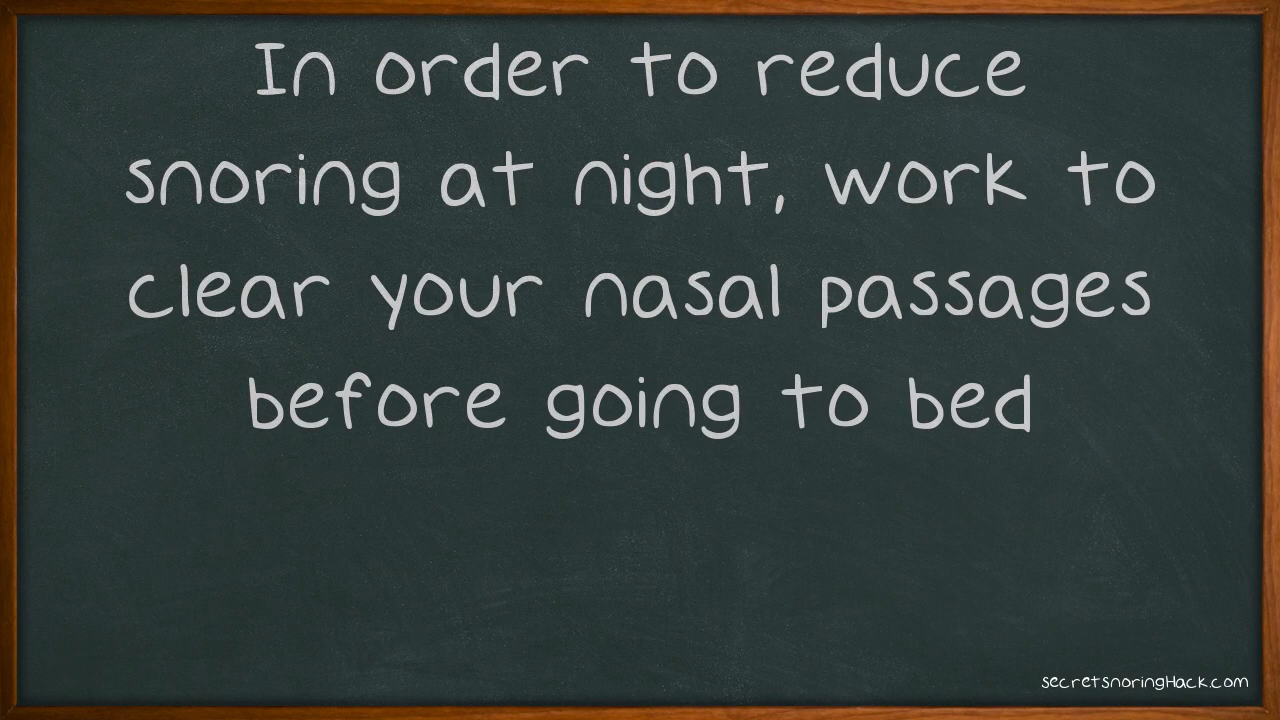 In order to reduce
snoring at night, work to
clear your nasal passages
before going to bed
secretsnoringHack.com